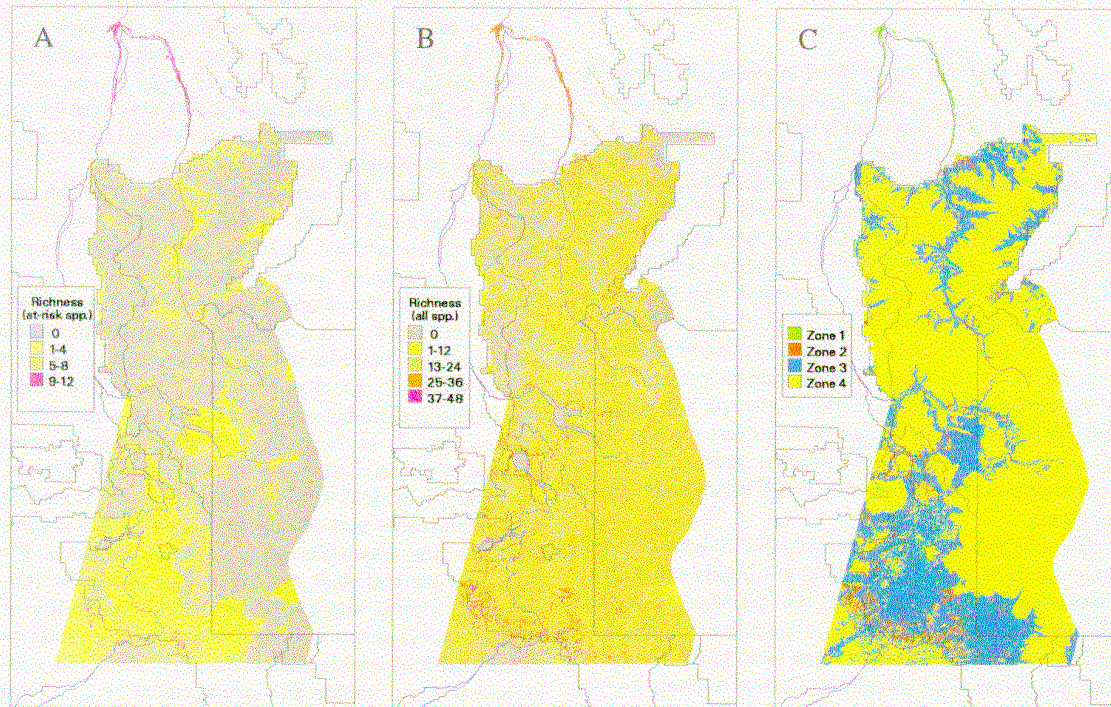 A
Richness
(at-risk spp.)
0
1-4
5-8
9-12
B
Richness
(all spp.)
0
1-12
13-24
25-36
37-48
C
Zone 1
Zone 2
Zone 3
Zone 4